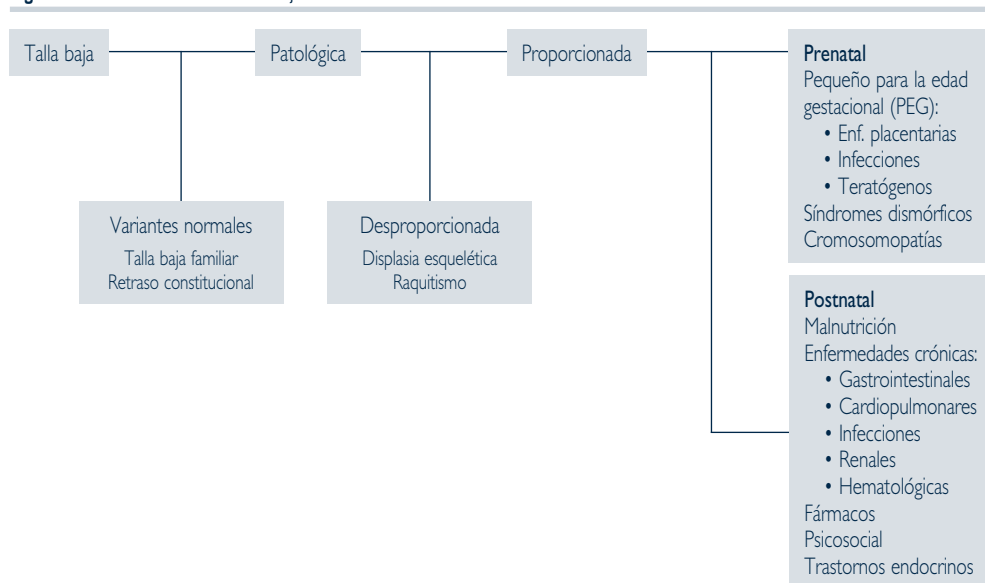 Talla baja
Patológica
Proporcionada
Variantes normales
Talla baja familiar
Retraso constitucional
Desproporcionada
Displasia esquelética
Raquitismo
Prenatal
Pequeño para la edad
gestacional (PEG):
• Enf. placentarias
• Infecciones
• Teratógenos
Síndromes dismórficos
Cromosomopatías
Postnatal
Malnutrición
Enfermedades crónicas:
• Gastrointestinales
• Cardiopulmonares
• Infecciones
• Renales
• Hematológicas
Fármacos
Psicosocial
Trastornos endocrinos